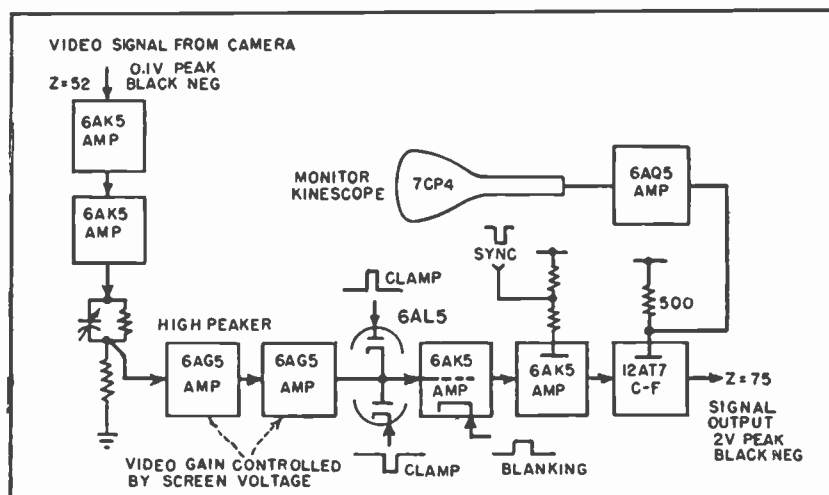 VIDEO SIGNAL FROM CAMERA
Z=52
0.1V PEAK
BLACK NEG
6AK5
AMP
6AK5
AMP
HIGH PEAKER
6AG5
AMP
6AG5
AMP
VIDEO GAIN CONTROLLED
BY SCREEN VOLTAGE
CLAMP
6AL5
CLAMP
6AK5
AMP
BLANKING
MONITOR
KINESCOPE
7CP4
6AQ5
AMP
SYNC
6AK5
AMP
500
12AT7
C-F
Z=75
SIGNAL
OUTPUT
2V PEAK
BLACK NEG